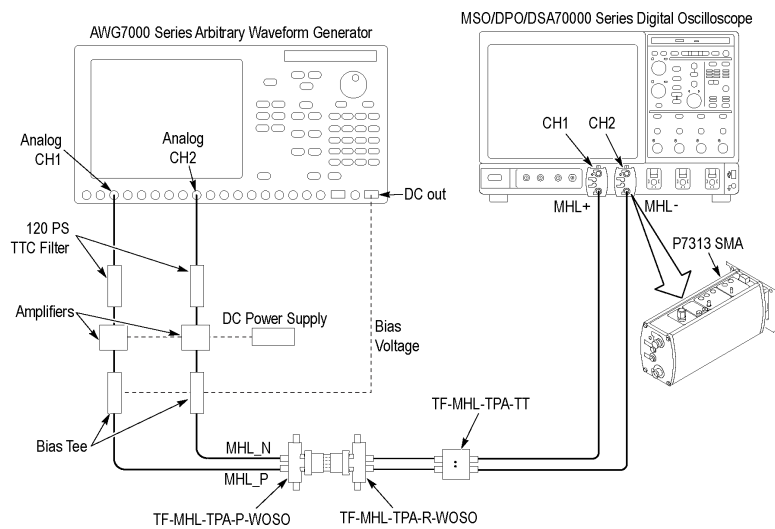 MSO/DPO/DSA70000 Series Digital Oscilloscope
AWG7000 Series Arbitrary Waveform Generator
Analog
CH1
Analog
CH2
CH1
CH2
DC out
MHL+
MHL-
120 PS
TTC Filter
P7313 SMA
Amplifiers
DC Power Supply
Bias
Voltage
TF-MHL-TPA-TT
Bias Tee
MHL_N
MHL_P
TF-MHL-TPA-P-WOSO
TF-MHL-TPA-R-WOSO